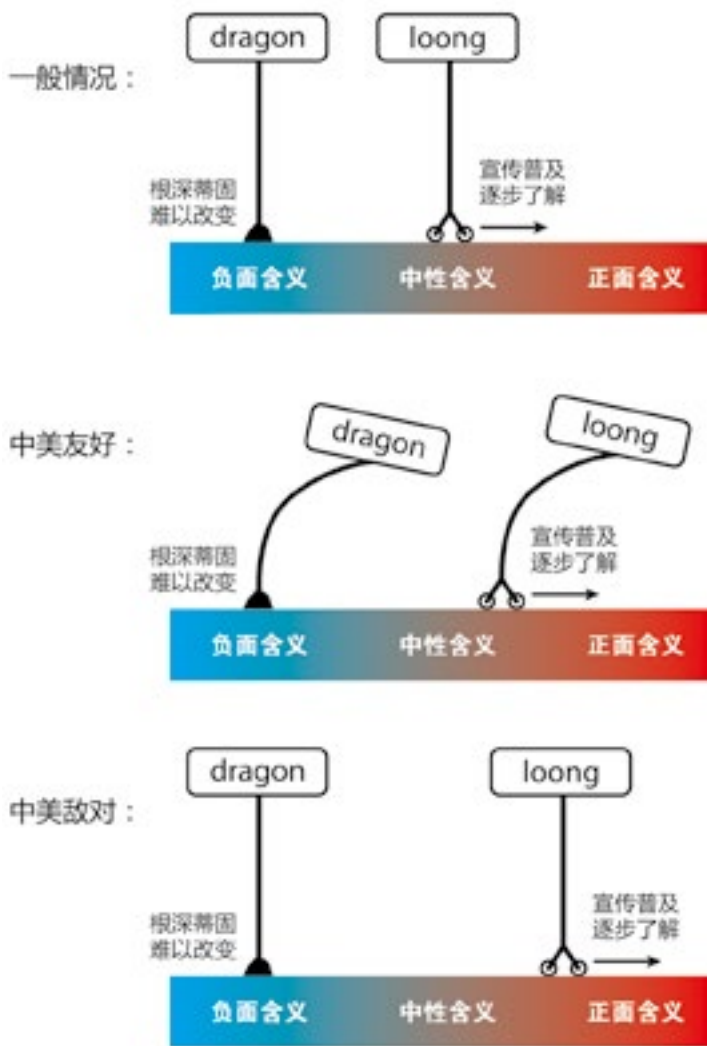 dragon
loong
一般情况：
根深蒂固
难以改变
宣传普及
逐步了解
负面含义
中性含义
正面含义
dragon
loong
中美友好：
根深蒂固
难以改变
宣传普及
逐步了解
负面含义
中性含义
正面含义
dragon
loong
中美敌对：
根深蒂固
难以改变
宣传普及
逐步了解
负面含义
中性含义
正面含义